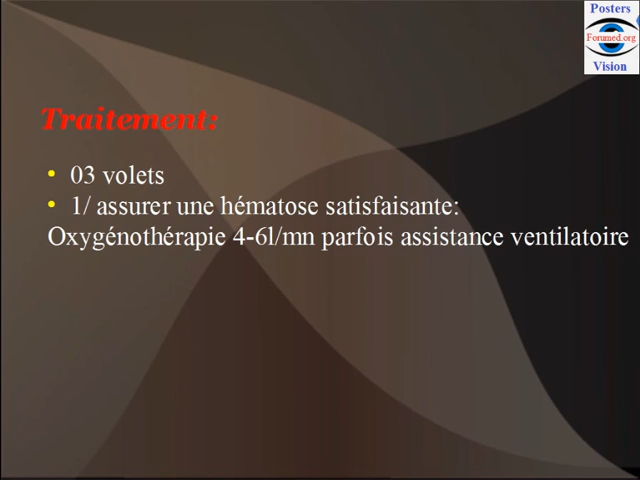 Posters
Forumed.org
Vision
Traitement:
• 03 volets
• 1/ assurer une hématose satisfaisante:
Oxygénothérapie 4-6l/mn parfois assistance ventilatoire